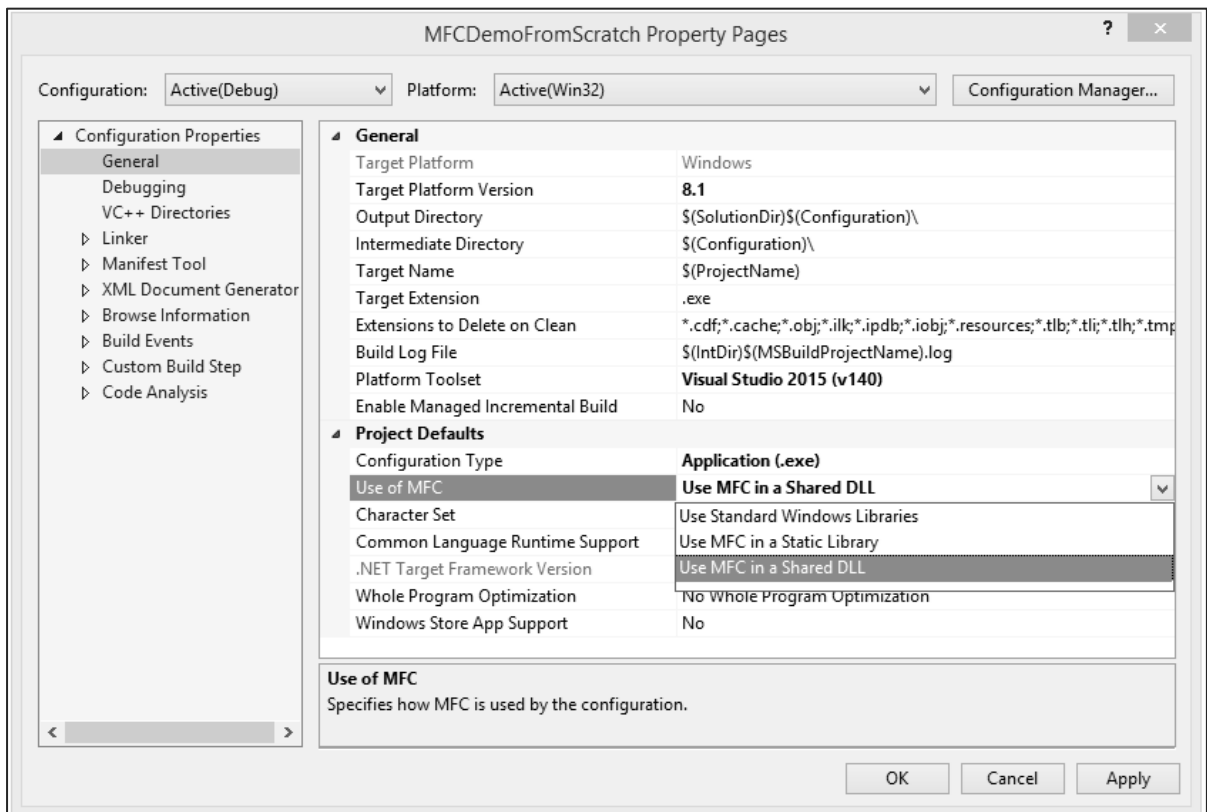 MFCDemoFromScratch Property Pages ? ×
Configuration: Active(Debug) Platform: Active(Win32) Configuration Manager...
Configuration Properties
General
Debugging
VC++ Directories
Linker
Manifest Tool
XML Document Generator
Browse Information
Build Events
Custom Build Step
Code Analysis
General
Target Platform Windows
Target Platform Version 8.1
Output Directory $(SolutionDir)$(Configuration)\
Intermediate Directory $(Configuration)\
Target Name $(ProjectName)
Target Extension .exe
Extensions to Delete on Clean *.cdf;*.cache;*.obj;*.ilk;*.ipdb;*.iobj;*.resources;*.tlb;*.tli;*.tlh;*.tmp
Build Log File $(IntDir)$(MSBuildProjectName).log
Platform Toolset Visual Studio 2015 (v140)
Enable Managed Incremental Build No
Project Defaults
Configuration Type Application (.exe)
Use of MFC Use MFC in a Shared DLL
Character Set Use Standard Windows Libraries
Common Language Runtime Support Use MFC in a Static Library
.NET Target Framework Version Use MFC in a Shared DLL
Whole Program Optimization No Whole Program Optimization
Windows Store App Support No
Use of MFC
Specifies how MFC is used by the configuration.
OK Cancel Apply